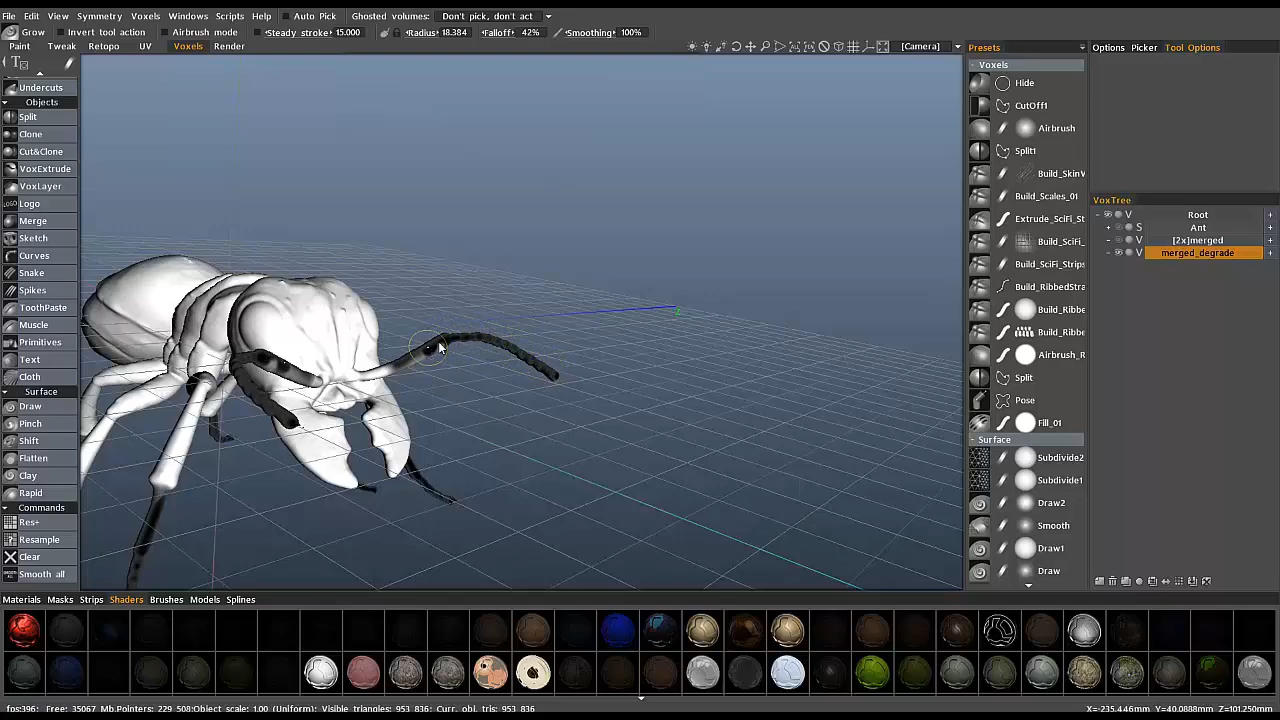 File Edit View Symmetry Voxels Windows Scripts Help Auto Pick Ghosted volumes: Don't pick, don't act
Grow Invert tool action Airbrush mode Steady stroke: 15.000 Radius: 18.384 Falloff: 42% Smoothing: 100%
Paint Tweak Retopo UV Voxels Render
[Camera]
Undercuts
Objects
Split
Clone
Cut&Clone
VoxExtrude
VoxLayer
LOGO Logo
Merge
Sketch
Curves
Snake
Spikes
ToothPaste
Muscle
Primitives
Text
Cloth
Surface
Draw
Pinch
Shift
Flatten
Clay
Rapid
Commands
Res+
Resample
Clear
Smooth all
z
Presets
Voxels
Hide
CutOff1
Airbrush
Split1
Build_SkinV
Build_Scales_01
Extrude_SciFi_St
Build_SciFi_
Build_SciFi_Strips
Build_RibbedStra
Build_Ribbe
Build_Ribbe
Airbrush_R
Split
Pose
Fill_01
Surface
Subdivide2
Subdivide1
Draw2
Smooth
Draw1
Draw
Options Picker Tool Options
VoxTree
V Root
S Ant
V [2x]merged
V merged_degrade
Materials Masks Strips Shaders Brushes Models Splines
fps:396; Free: 35067 Mb Pointers: 229 508;Object scale: 1.00 (Uniform); Visible triangles: 953 836; Curr. obj. tris: 953 836 X=-235.446mm Y=40.0888mm Z=101.250mm